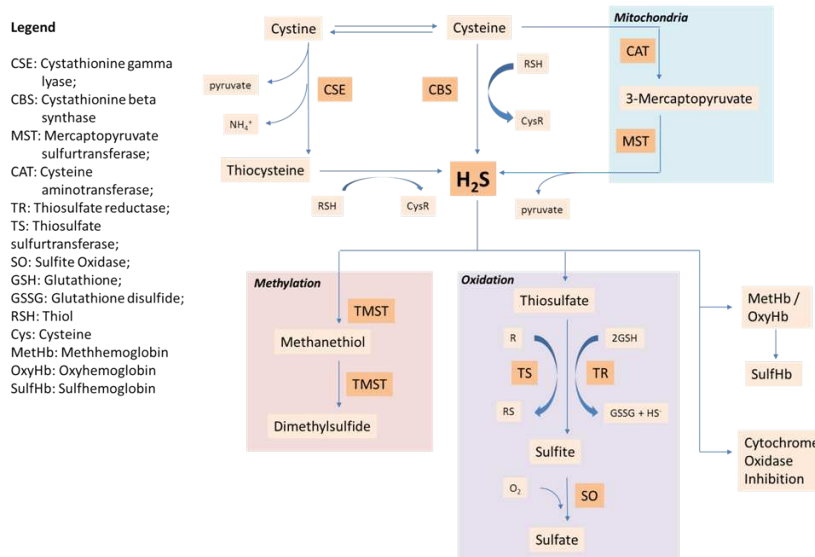 Legend
CSE: Cystathionine gamma
lyase;
CBS: Cystathionine beta
synthase
MST: Mercaptopyruvate
sulfurtransferase;
CAT: Cysteine
aminotransferase;
TR: Thiosulfate reductase;
TS: Thiosulfate
sulfurtransferase;
SO: Sulfite Oxidase;
GSH: Glutathione;
GSSG: Glutathione disulfide;
RSH: Thiol
Cys: Cysteine
MetHb: Methhemoglobin
OxyHb: Oxyhemoglobin
SulfHb: Sulfhemoglobin
Cystine
Cysteine
Mitochondria
CAT
RSH
pyruvate
CSE
CBS
3-Mercaptopyruvate
NH₄⁺
CysR
MST
Thiocysteine
H₂S
RSH
CysR
pyruvate
Methylation
TMST
Methanethiol
TMST
Dimethylsulfide
Oxidation
Thiosulfate
R
2GSH
TS
TR
RS
GSSG + HS⁻
Sulfite
O₂
SO
Sulfate
MetHb /
OxyHb
SulfHb
Cytochrome
Oxidase
Inhibition